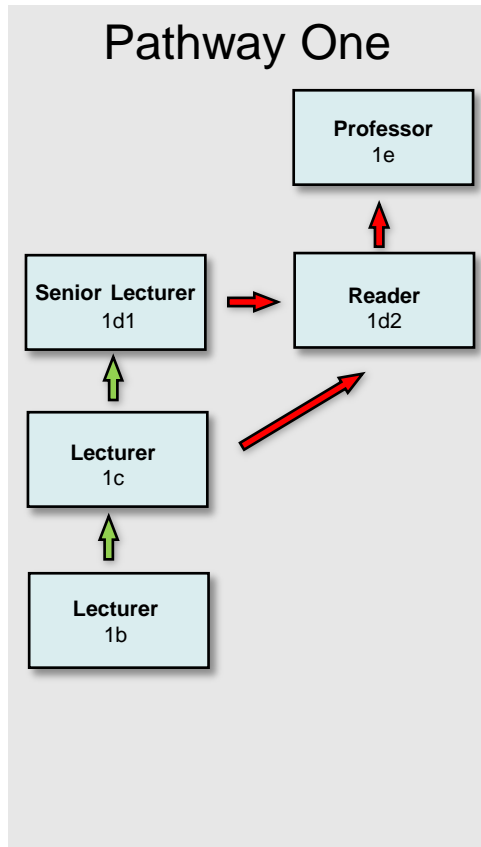 Pathway One
Professor
1e
Senior Lecturer
1d1
Reader
1d2
Lecturer
1c
Lecturer
1b